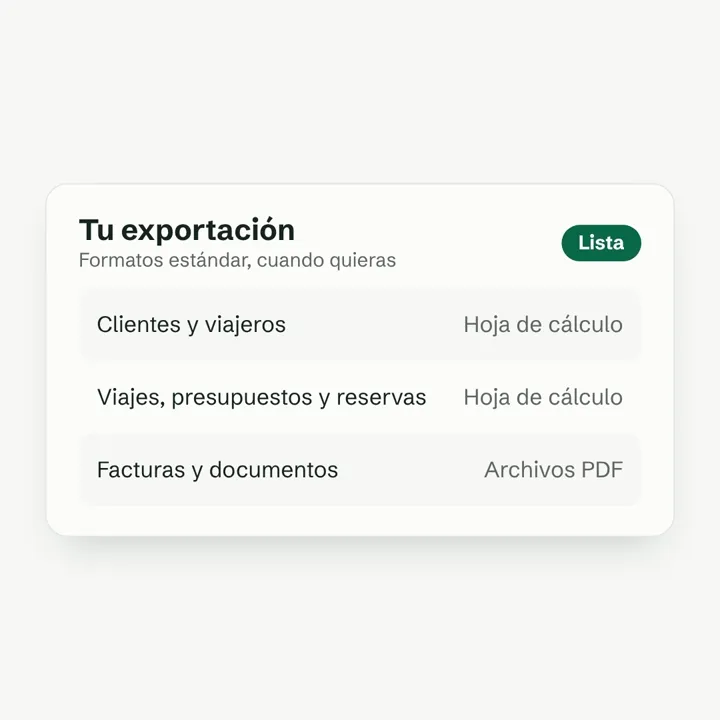 Tu exportación
Formatos estándar, cuando quieras
Lista
Clientes y viajeros
Hoja de cálculo
Viajes, presupuestos y reservas
Hoja de cálculo
Facturas y documentos
Archivos PDF